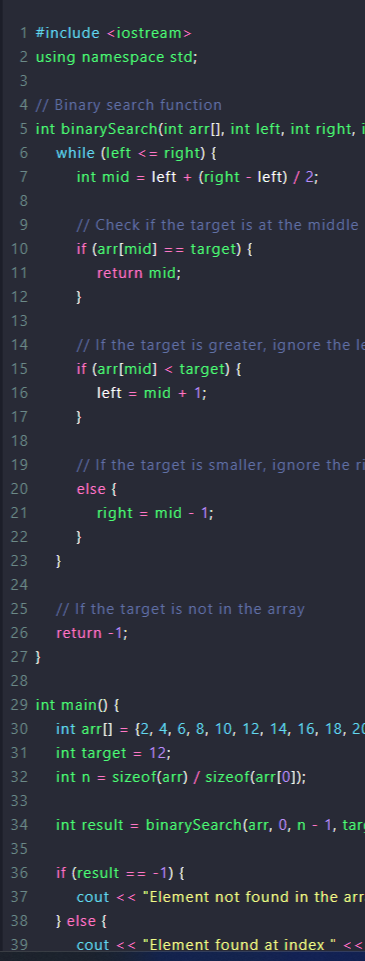 1 #include <iostream>
2 using namespace std;
3
4 // Binary search function
5 int binarySearch(int arr[], int left, int right, i
6 while (left <= right) {
7 int mid = left + (right - left) / 2;
8
9 // Check if the target is at the middle
10 if (arr[mid] == target) {
11 return mid;
12 }
13
14 // If the target is greater, ignore the le
15 if (arr[mid] < target) {
16 left = mid + 1;
17 }
18
19 // If the target is smaller, ignore the ri
20 else {
21 right = mid - 1;
22 }
23 }
24
25 // If the target is not in the array
26 return -1;
27 }
28
29 int main() {
30 int arr[] = {2, 4, 6, 8, 10, 12, 14, 16, 18, 20
31 int target = 12;
32 int n = sizeof(arr) / sizeof(arr[0]);
33
34 int result = binarySearch(arr, 0, n - 1, tar
35
36 if (result == -1) {
37 cout << "Element not found in the arr
38 } else {
39 cout << "Element found at index " <<